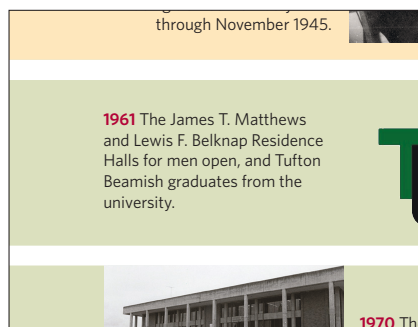 through November 1945.
1961 The James T. Matthews
and Lewis F. Belknap Residence
Halls for men open, and Tufton
Beamish graduates from the
university.
1970